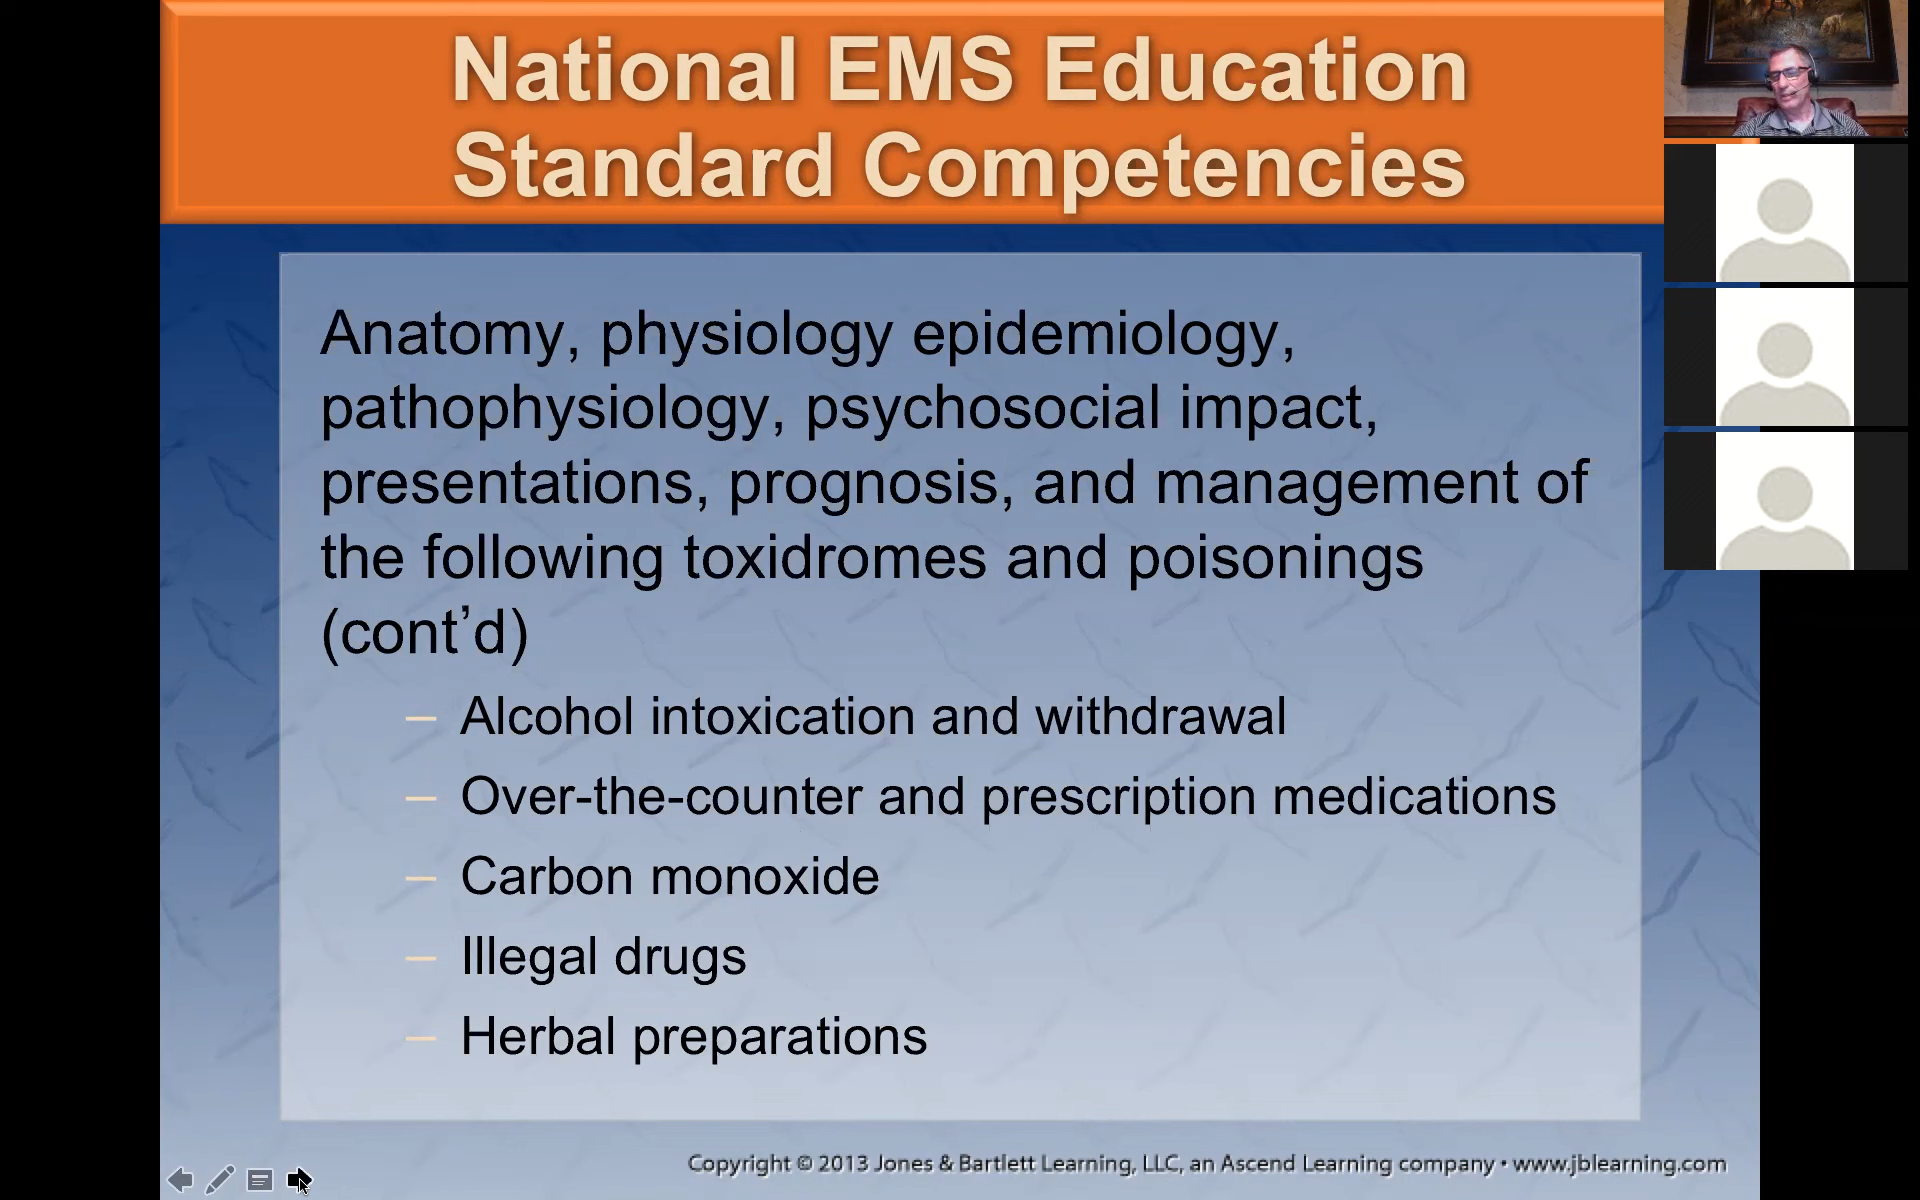 National EMS Education
Standard Competencies
Anatomy, physiology epidemiology,
pathophysiology, psychosocial impact,
presentations, prognosis, and management of
the following toxidromes and poisonings
(cont’d)
– Alcohol intoxication and withdrawal
– Over-the-counter and prescription medications
– Carbon monoxide
– Illegal drugs
– Herbal preparations
Copyright © 2013 Jones & Bartlett Learning, LLC, an Ascend Learning company • www.jblearning.com